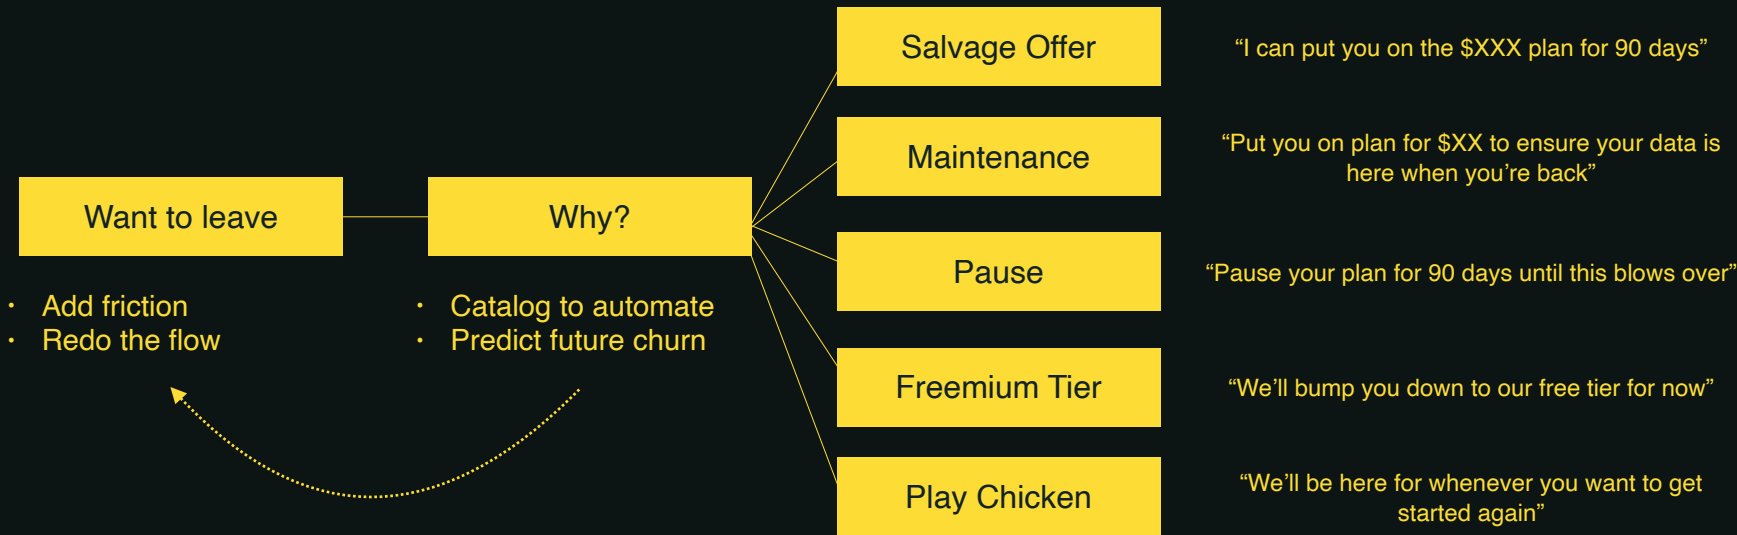 Want to leave
• Add friction
• Redo the flow
Why?
• Catalog to automate
• Predict future churn
Salvage Offer
“I can put you on the $XXX plan for 90 days”
Maintenance
“Put you on plan for $XX to ensure your data is
here when you’re back”
Pause
“Pause your plan for 90 days until this blows over”
Freemium Tier
“We’ll bump you down to our free tier for now”
Play Chicken
“We’ll be here for whenever you want to get
started again”